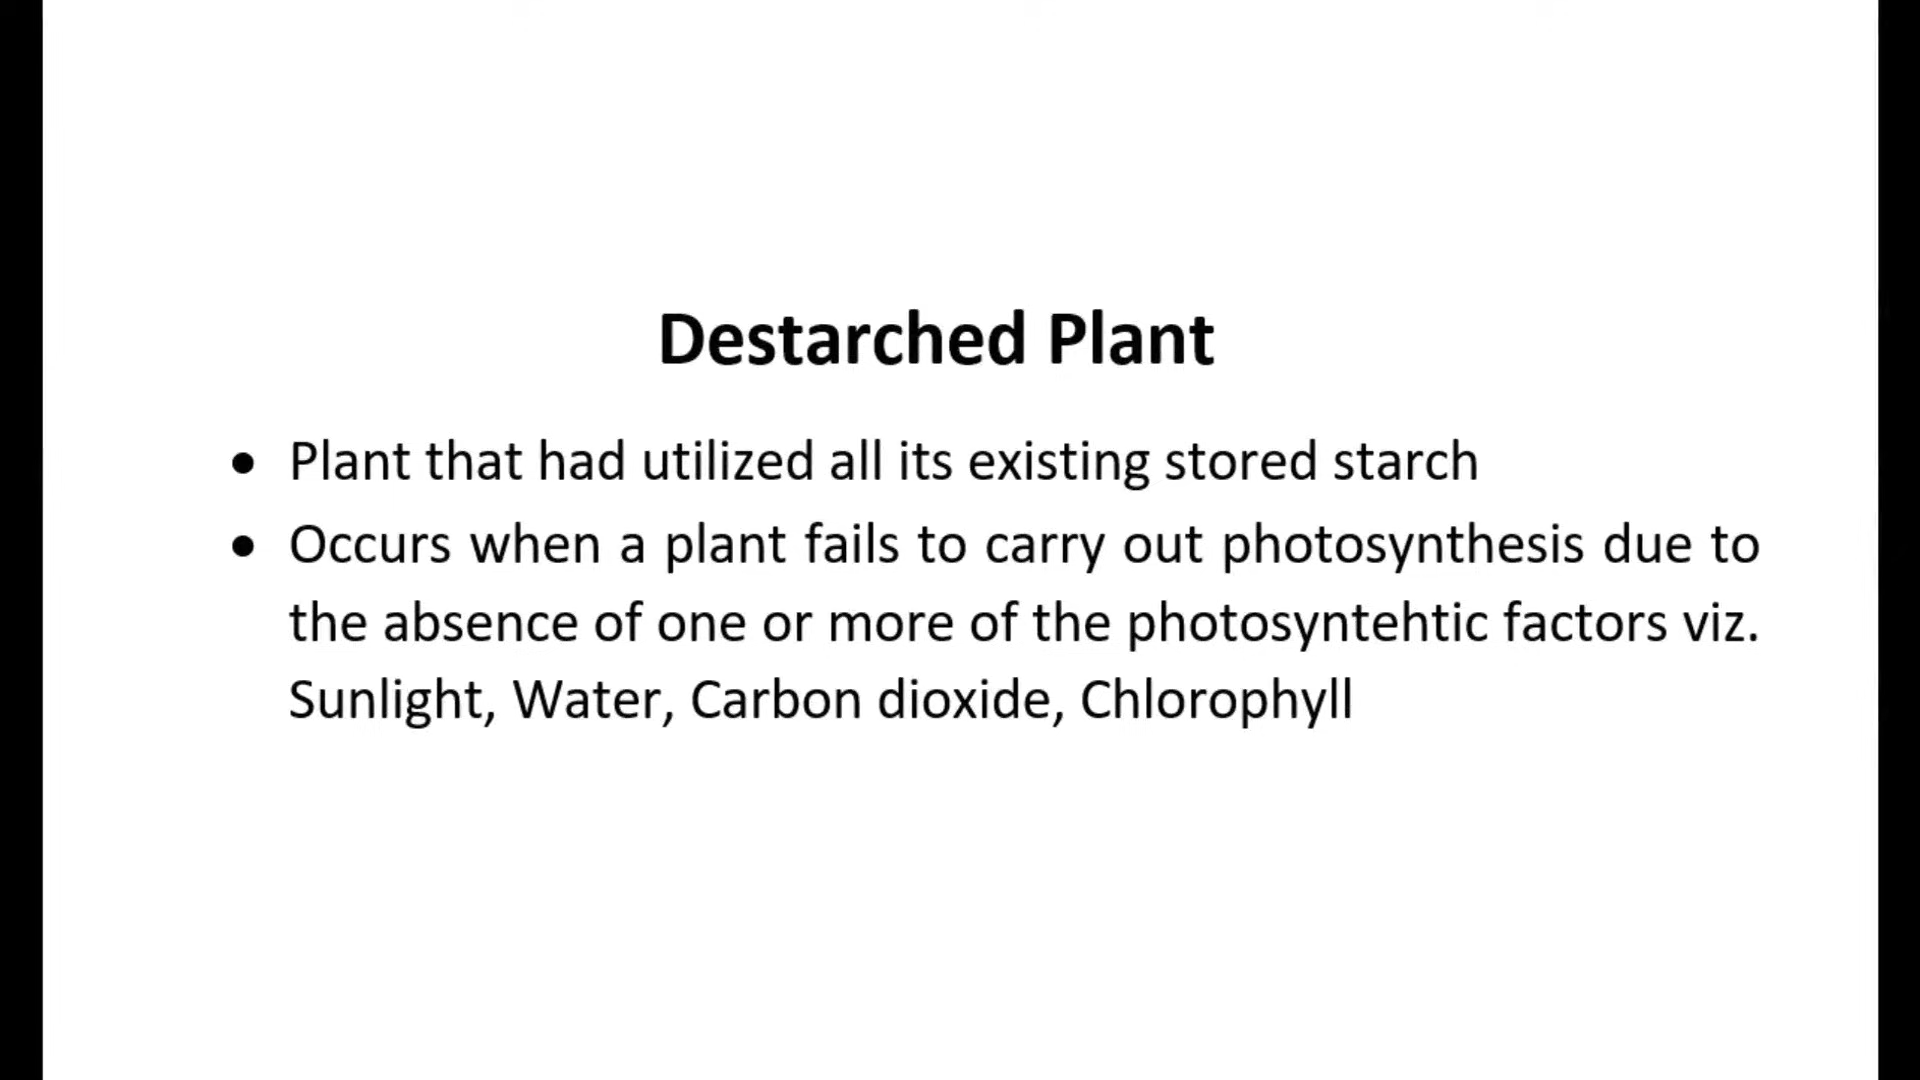 Destarched Plant
• Plant that had utilized all its existing stored starch
• Occurs when a plant fails to carry out photosynthesis due to
the absence of one or more of the photosyntehtic factors viz.
Sunlight, Water, Carbon dioxide, Chlorophyll